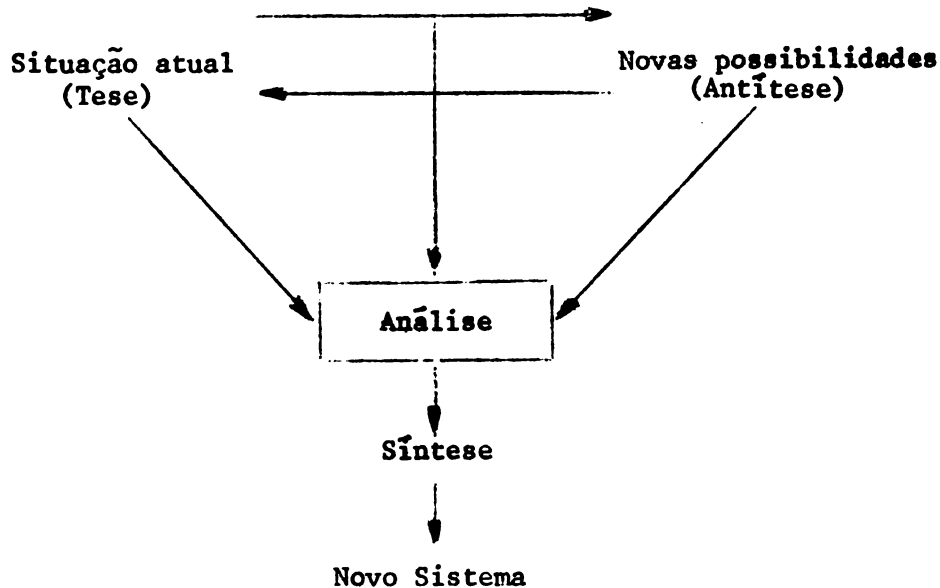 Situação atual
(Tese)
Novas possibilidades
(Antítese)
Análise
Síntese
Novo Sistema